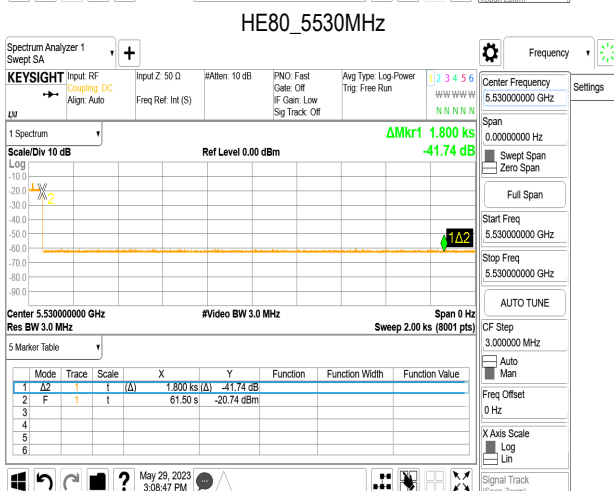 HE80_5530MHz
Spectrum Analyzer 1
Swept SA
KEYSIGHT
Input: RF
Coupling: DC
Align: Auto
Input Z: 50 Ω
Freq Ref: Int (S)
#Atten: 10 dB
PNO: Fast
Gate: Off
IF Gain: Low
Sig Track: Off
Avg Type: Log-Power
Trig: Free Run
1 2 3 4 5 6
W W W W W W
N N N N N N
LXI
1 Spectrum
Scale/Div 10 dB
Ref Level 0.00 dBm
ΔMkr1 1.800 ks
-41.74 dB
Log
-10.0
-20.0
-30.0
-40.0
-50.0
-60.0
-70.0
-80.0
-90.0
2
1Δ2
Center 5.530000000 GHz
#Video BW 3.0 MHz
Span 0 Hz
Res BW 3.0 MHz
Sweep 2.00 ks (8001 pts)
5 Marker Table
Mode Trace Scale X Y Function Function Width Function Value
1 Δ2 1 t (Δ) 1.800 ks (Δ) -41.74 dB
2 F 1 t 61.50 s -20.74 dBm
3
4
5
6
May 29, 2023
3:08:47 PM
Frequency
Settings
Center Frequency
5.530000000 GHz
Span
0.00000000 Hz
Swept Span
Zero Span
Full Span
Start Freq
5.530000000 GHz
Stop Freq
5.530000000 GHz
AUTO TUNE
CF Step
3.000000 MHz
Auto
Man
Freq Offset
0 Hz
X Axis Scale
Log
Lin
Signal Track
(Span Zoom)